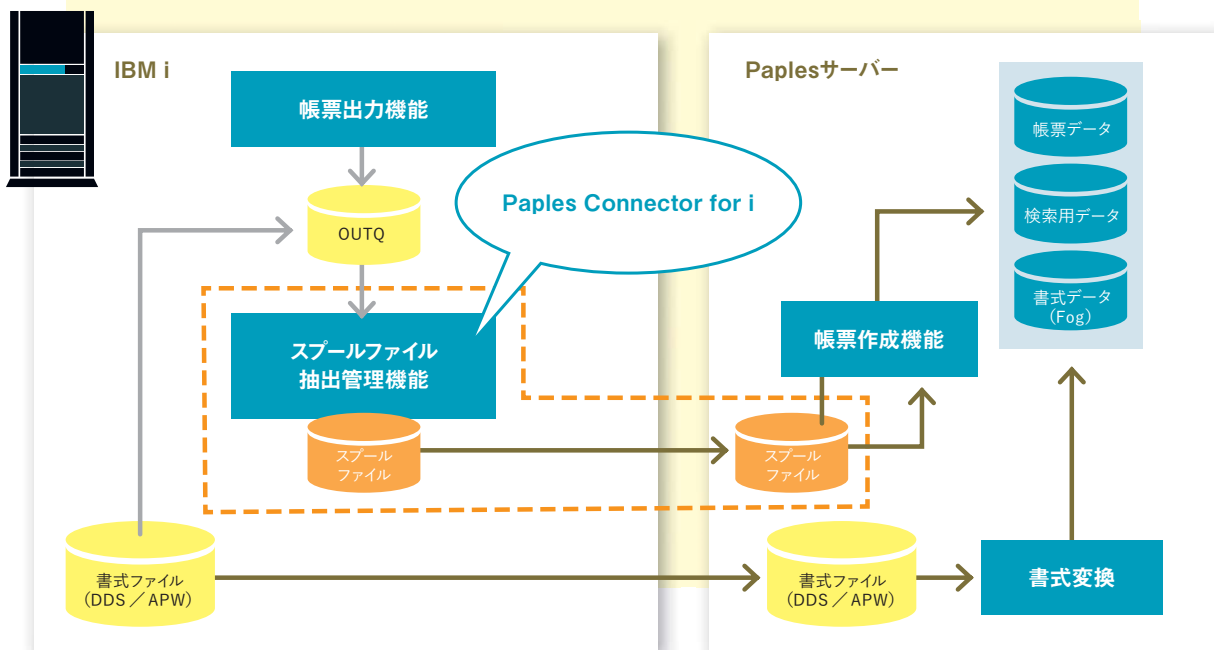 IBM i
帳票出力機能
OUTQ
Paples Connector for i
スプールファイル
抽出管理機能
スプール
ファイル
書式ファイル
(DDS／APW)
Paplesサーバー
帳票データ
検索用データ
書式データ
(Fog)
帳票作成機能
スプール
ファイル
書式ファイル
(DDS／APW)
書式変換